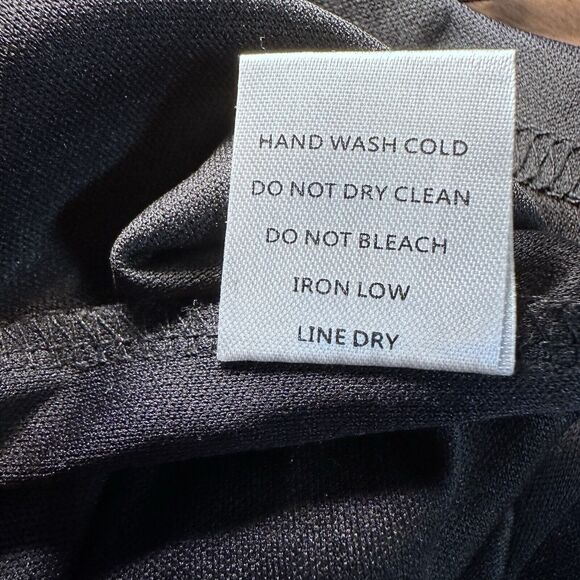 HAND WASH COLD
DO NOT DRY CLEAN
DO NOT BLEACH
IRON LOW
LINE DRY